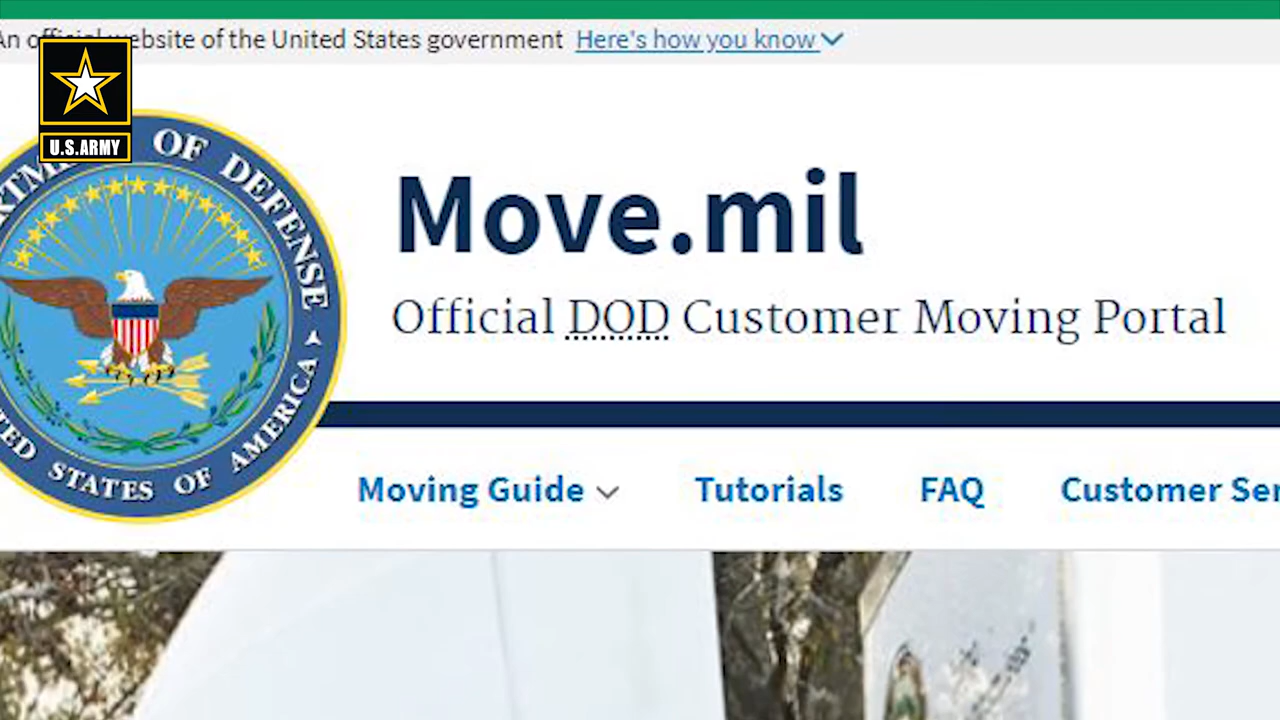 An official website of the United States government Here's how you know
U.S.ARMY
OF DEFENSE
STATES OF AMERICA
Move.mil
Official DOD Customer Moving Portal
Moving Guide
Tutorials
FAQ
Customer